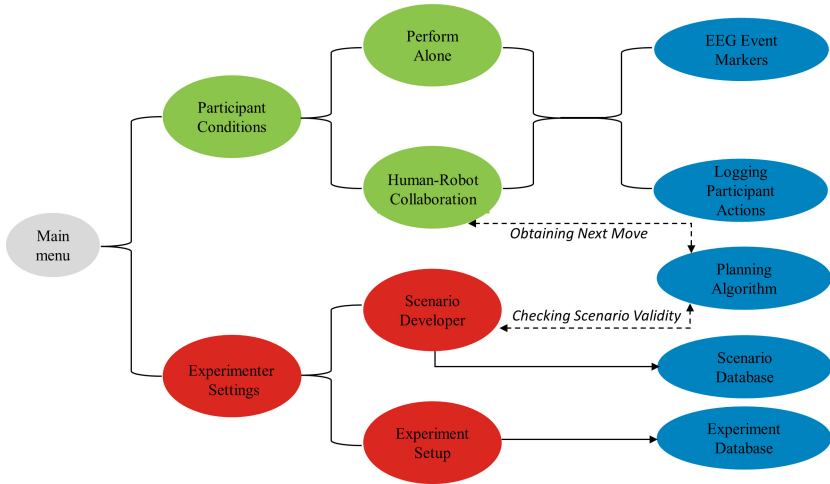 Main
menu
Participant
Conditions
Perform
Alone
Human-Robot
Collaboration
EEG Event
Markers
Logging
Participant
Actions
Obtaining Next Move
Planning
Algorithm
Experimenter
Settings
Scenario
Developer
Checking Scenario Validity
Scenario
Database
Experiment
Setup
Experiment
Database